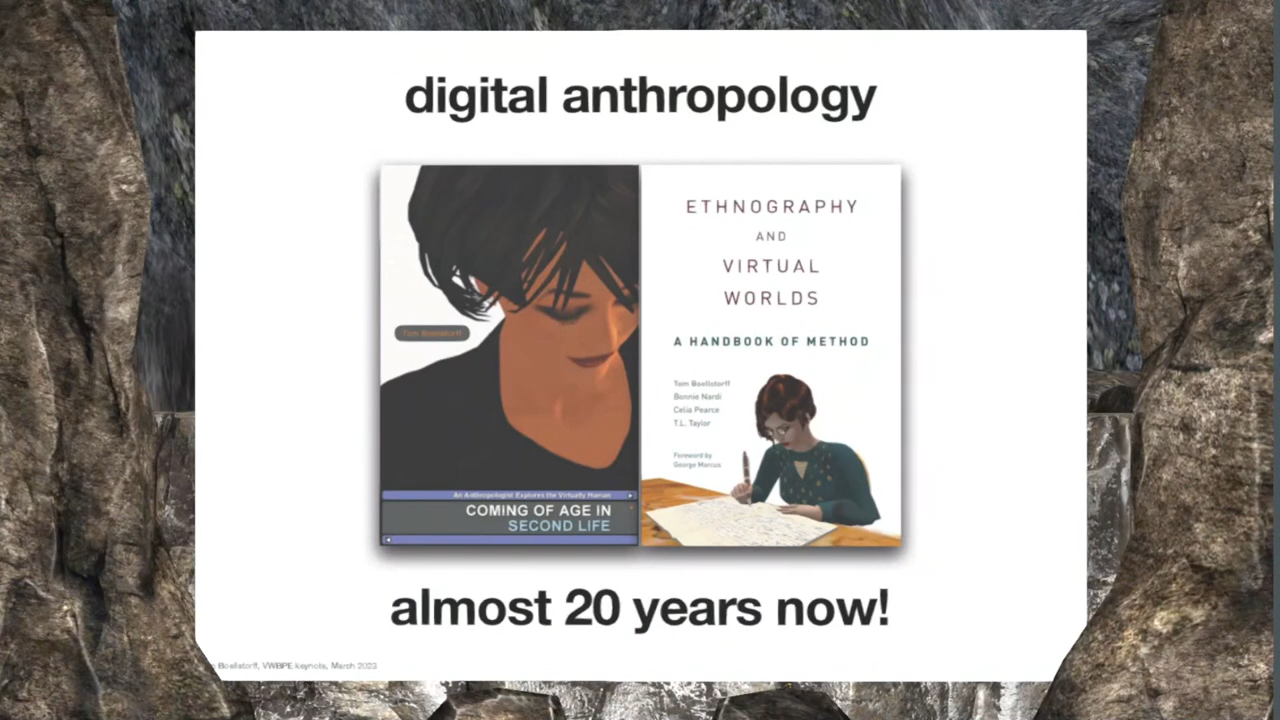 digital anthropology
Tom Boellstorff
An Anthropologist Explores the Virtually Human
COMING OF AGE IN
SECOND LIFE
ETHNOGRAPHY
AND
VIRTUAL
WORLDS
A HANDBOOK OF METHOD
Tom Boellstorff
Bonnie Nardi
Celia Pearce
T.L. Taylor
Foreword by
George Marcus
almost 20 years now!
Boellstorff, VWBPE keynote, March 2023